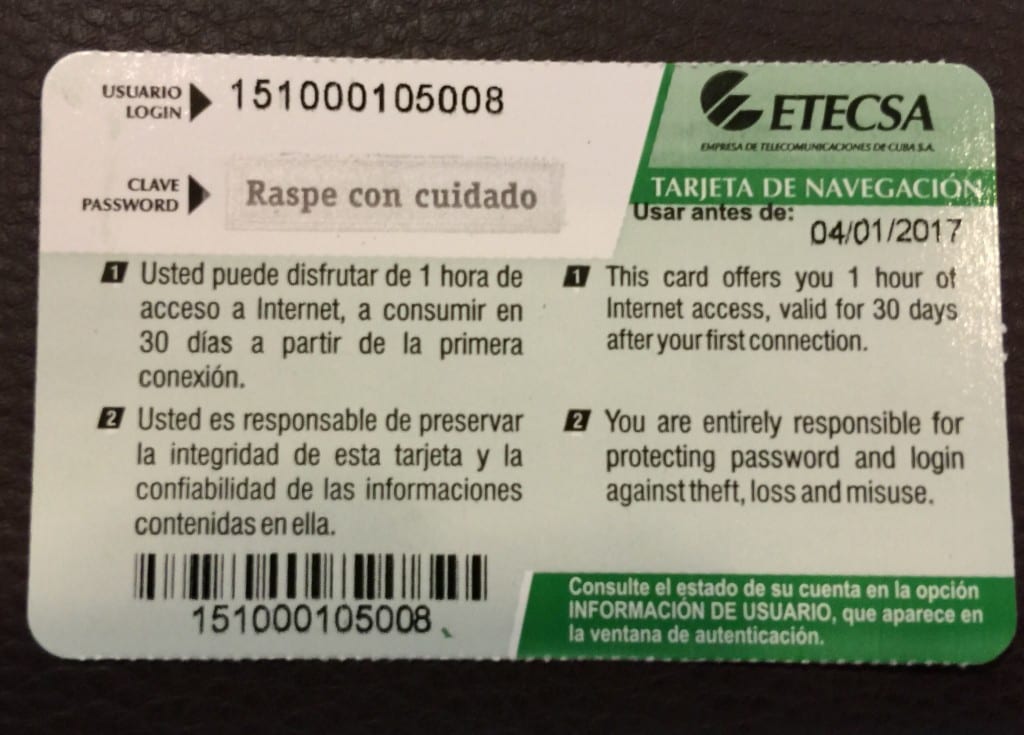 USUARIO
LOGIN
151000105008
CLAVE
PASSWORD
Raspe con cuidado
ETECSA
EMPRESA DE TELECOMUNICACIONES DE CUBA S.A.
TARJETA DE NAVEGACIÓN
Usar antes de:
04/01/2017
1 Usted puede disfrutar de 1 hora de
acceso a Internet, a consumir en
30 días a partir de la primera
conexión.
2 Usted es responsable de preservar
la integridad de esta tarjeta y la
confiabilidad de las informaciones
contenidas en ella.
1 This card offers you 1 hour of
Internet access, valid for 30 days
after your first connection.
2 You are entirely responsible for
protecting password and login
against theft, loss and misuse.
151000105008
Consulte el estado de su cuenta en la opción
INFORMACIÓN DE USUARIO, que aparece en
la ventana de autenticación.